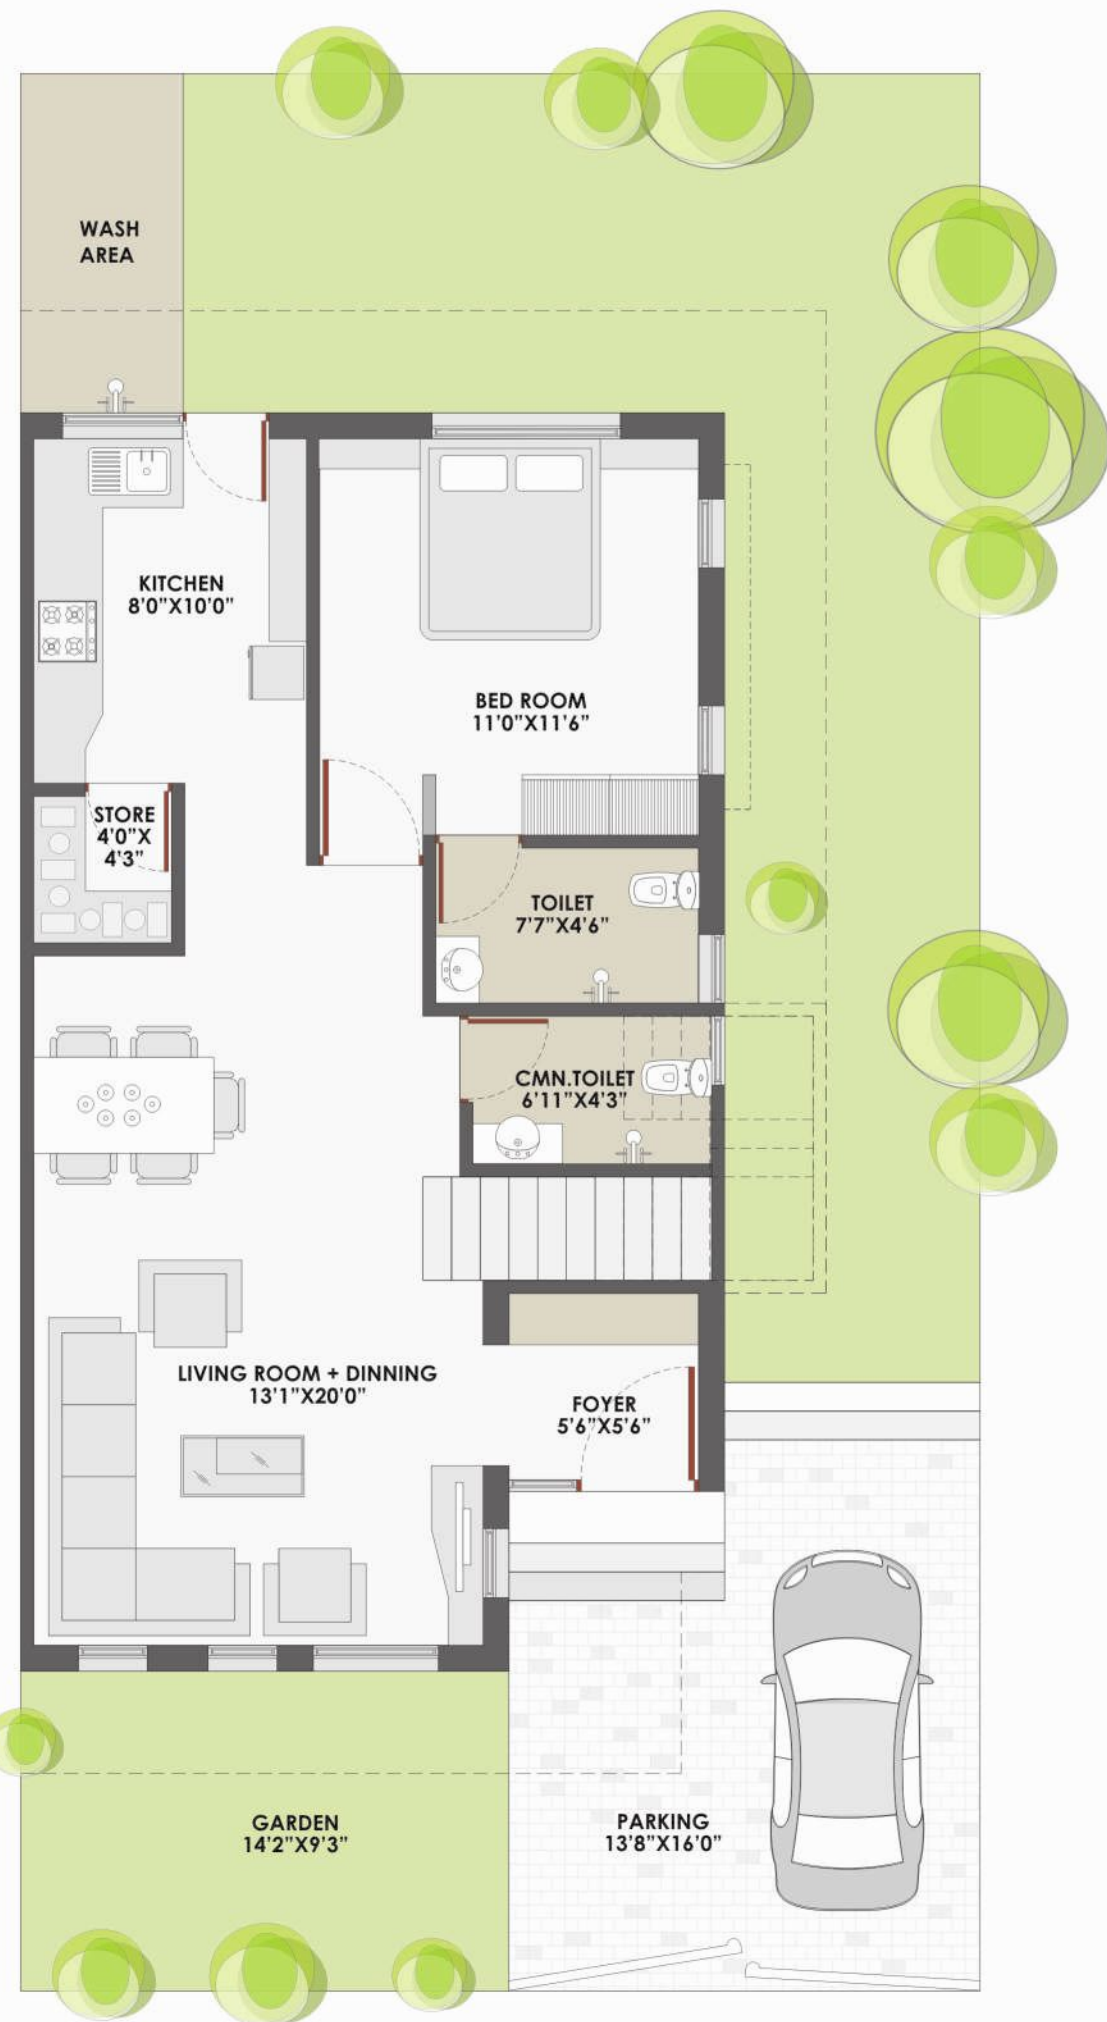 WASH
AREA
KITCHEN
8'0"X10'0"
BED ROOM
11'0"X11'6"
STORE
4'0"X
4'3"
TOILET
7'7"X4'6"
CMN.TOILET
6'11"X4'3"
LIVING ROOM + DINNING
13'1"X20'0"
FOYER
5'6"X5'6"
GARDEN
14'2"X9'3"
PARKING
13'8"X16'0"